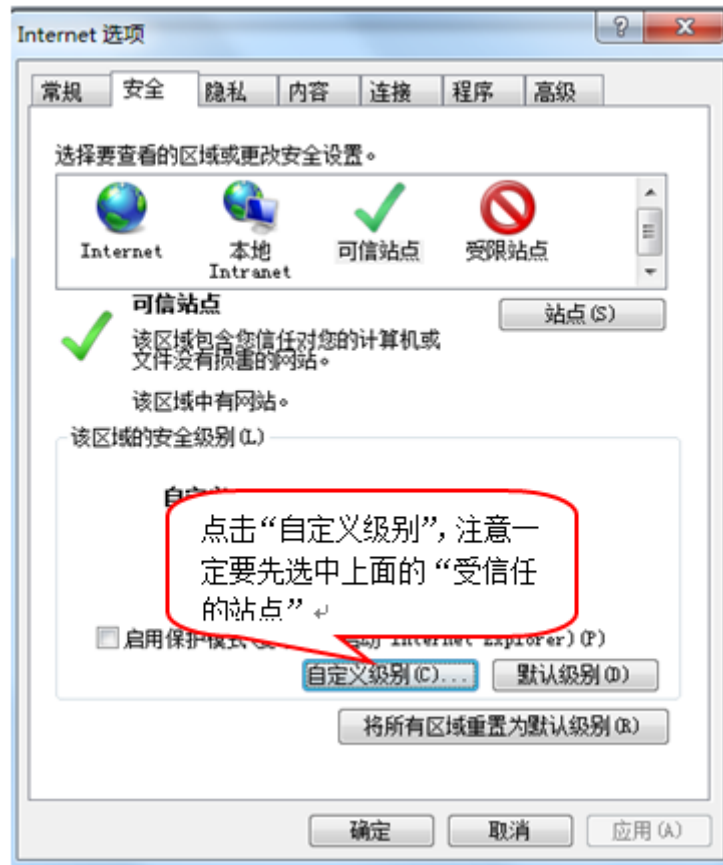 Internet 选项
常规 安全 隐私 内容 连接 程序 高级
选择要查看的区域或更改安全设置。
Internet 本地 可信站点 受限站点
Intranet
可信站点 站点(S)
该区域包含您信任对您的计算机或
文件没有损害的网站。
该区域中有网站。
该区域的安全级别(L)
点击“自定义级别”，注意一
定要先选中上面的“受信任
的站点”
启用保护模式 Internet Explorer)(P)
自定义级别(C)... 默认级别(D)
将所有区域重置为默认级别(R)
确定 取消 应用(A)